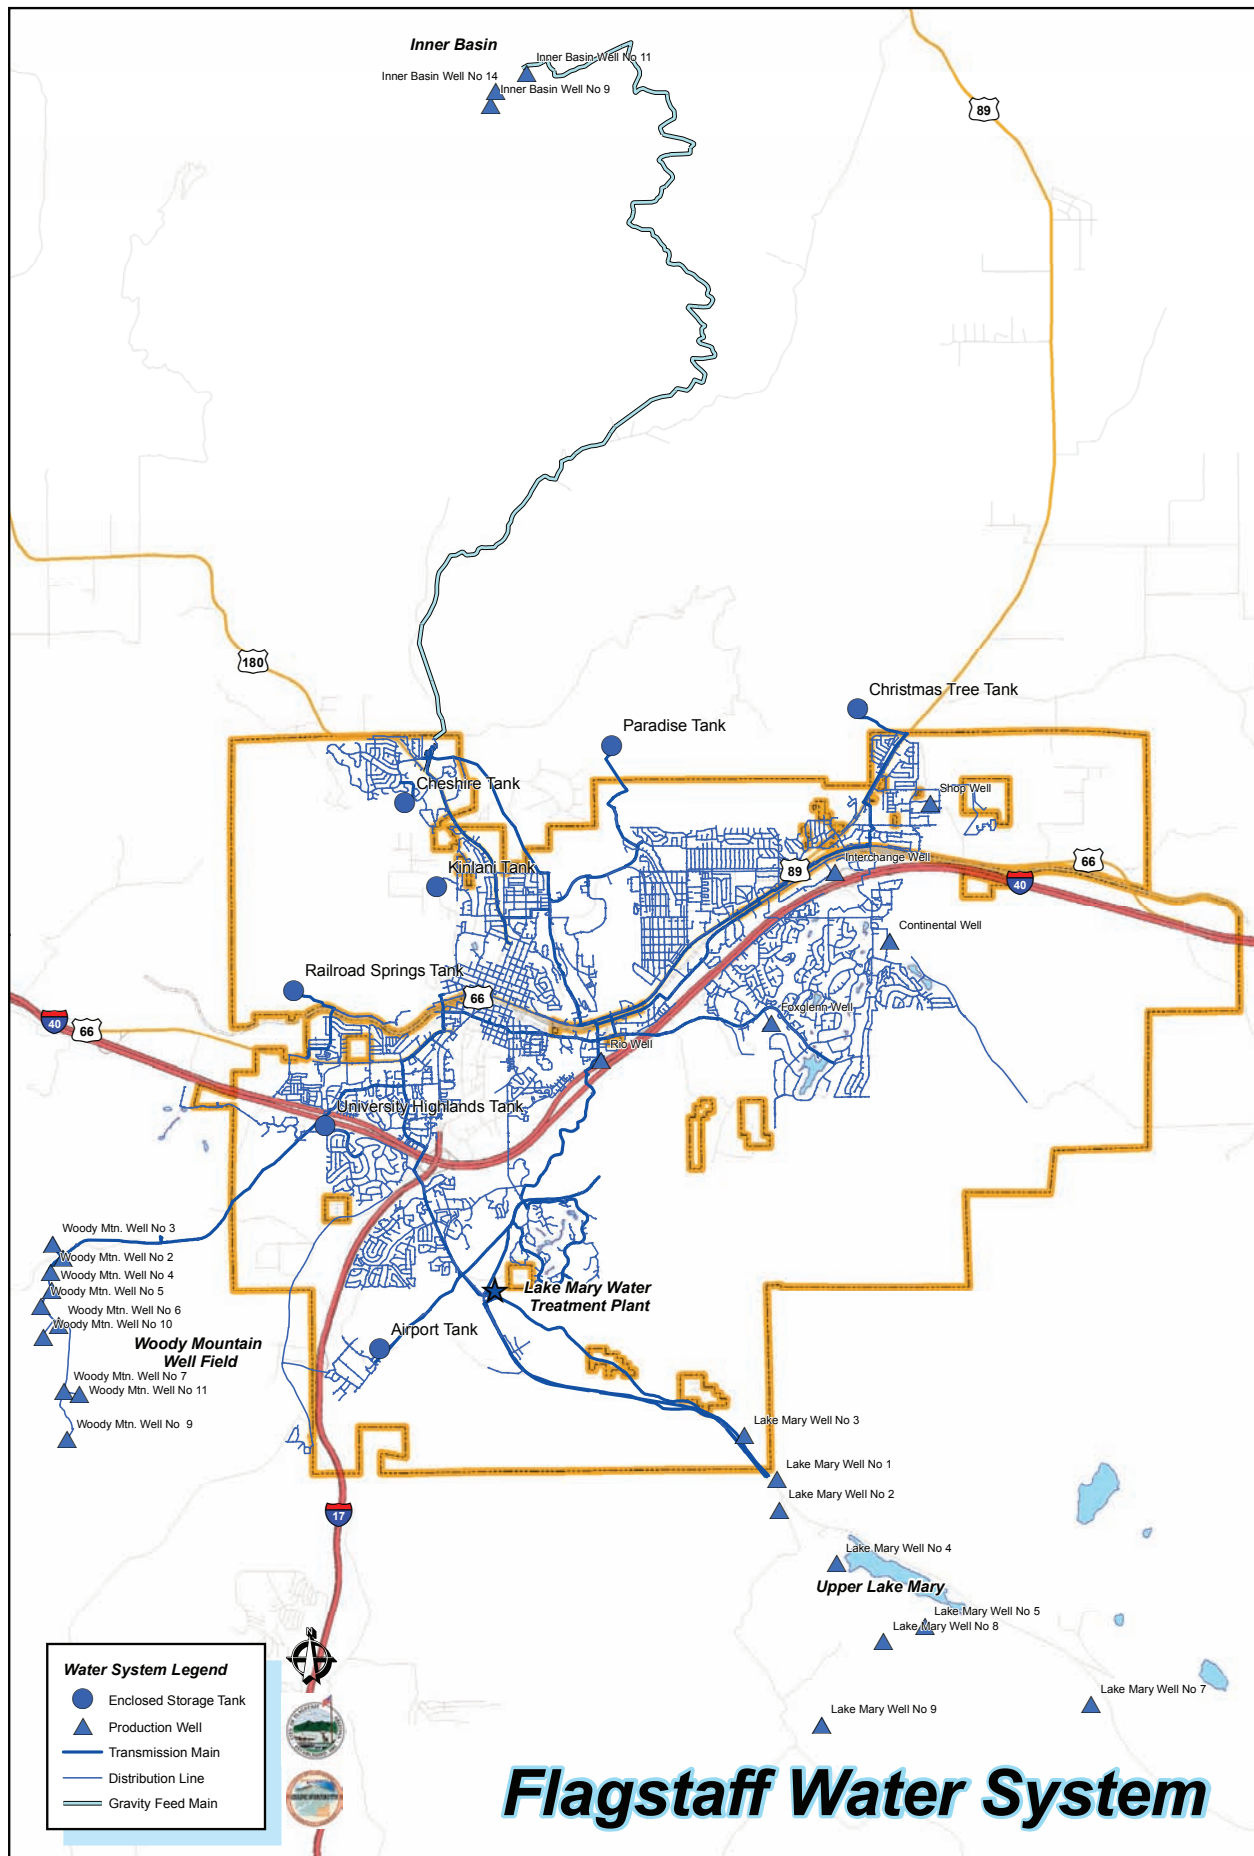 Inner Basin
Inner Basin Well No 11
Inner Basin Well No 14
Inner Basin Well No 9
89
180
Christmas Tree Tank
Paradise Tank
Cheshire Tank
Shop Well
Kinlani Tank
Interchange Well
89
66
40
Continental Well
Railroad Springs Tank
66
40
66
Foxglenn Well
Rio Well
University Highlands Tank
Woody Mtn. Well No 3
Woody Mtn. Well No 2
Woody Mtn. Well No 4
Woody Mtn. Well No 5
Woody Mtn. Well No 6
Woody Mtn. Well No 10
Woody Mountain
Well Field
Lake Mary Water
Treatment Plant
Airport Tank
Woody Mtn. Well No 7
Woody Mtn. Well No 11
Woody Mtn. Well No 9
Lake Mary Well No 3
Lake Mary Well No 1
Lake Mary Well No 2
17
Lake Mary Well No 4
Upper Lake Mary
Lake Mary Well No 5
Lake Mary Well No 8
Lake Mary Well No 7
Lake Mary Well No 9
N
Water System Legend
Enclosed Storage Tank
Production Well
Transmission Main
Distribution Line
Gravity Feed Main
Flagstaff Water System